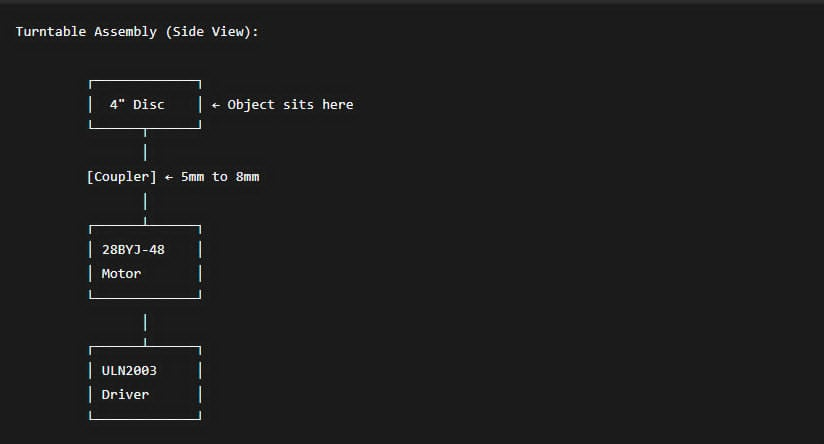 Turntable Assembly (Side View):
4" Disc ← Object sits here
[Coupler] ← 5mm to 8mm
28BYJ-48
Motor
ULN2003
Driver